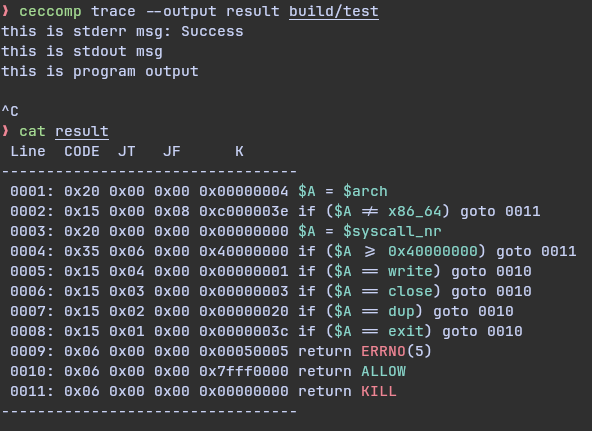 ❱ ceccomp trace --output result build/test
this is stderr msg: Success
this is stdout msg
this is program output

^C
❱ cat result
 Line  CODE  JT   JF      K
---------------------------------
 0001: 0x20 0x00 0x00 0x00000004 $A = $arch
 0002: 0x15 0x00 0x08 0xc000003e if ($A != x86_64) goto 0011
 0003: 0x20 0x00 0x00 0x00000000 $A = $syscall_nr
 0004: 0x35 0x06 0x00 0x40000000 if ($A >= 0x40000000) goto 0011
 0005: 0x15 0x04 0x00 0x00000001 if ($A == write) goto 0010
 0006: 0x15 0x03 0x00 0x00000003 if ($A == close) goto 0010
 0007: 0x15 0x02 0x00 0x00000020 if ($A == dup) goto 0010
 0008: 0x15 0x01 0x00 0x0000003c if ($A == exit) goto 0010
 0009: 0x06 0x00 0x00 0x00050005 return ERRNO(5)
 0010: 0x06 0x00 0x00 0x7fff0000 return ALLOW
 0011: 0x06 0x00 0x00 0x00000000 return KILL
---------------------------------